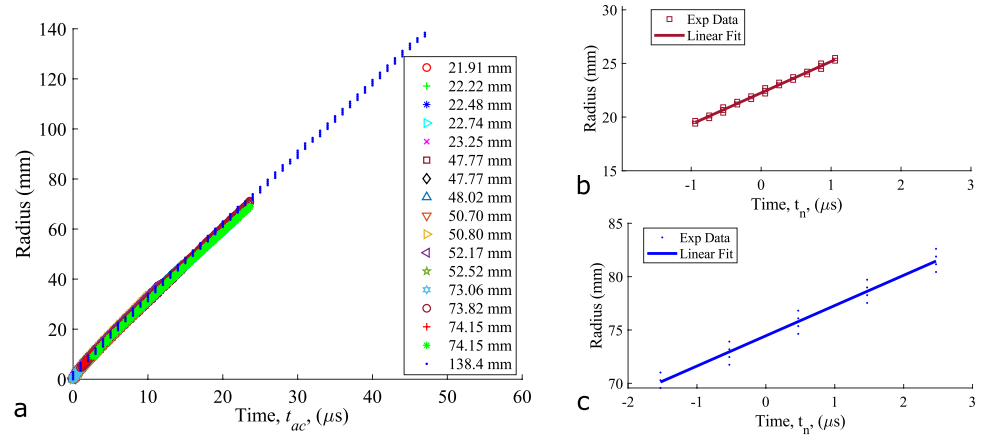 140
120
100
80
60
40
20
0
Radius (mm)
0
10
20
30
40
50
60
Time, t_ac, (μs)
21.91 mm
22.22 mm
22.48 mm
22.74 mm
23.25 mm
47.77 mm
47.77 mm
48.02 mm
50.70 mm
50.80 mm
52.17 mm
52.52 mm
73.06 mm
73.82 mm
74.15 mm
74.15 mm
138.4 mm
a
30
25
20
15
Radius (mm)
Exp Data
Linear Fit
-1
0
1
2
3
Time, t_n, (μs)
b
85
80
75
70
Radius (mm)
Exp Data
Linear Fit
-2
-1
0
1
2
3
Time, t_n, (μs)
c